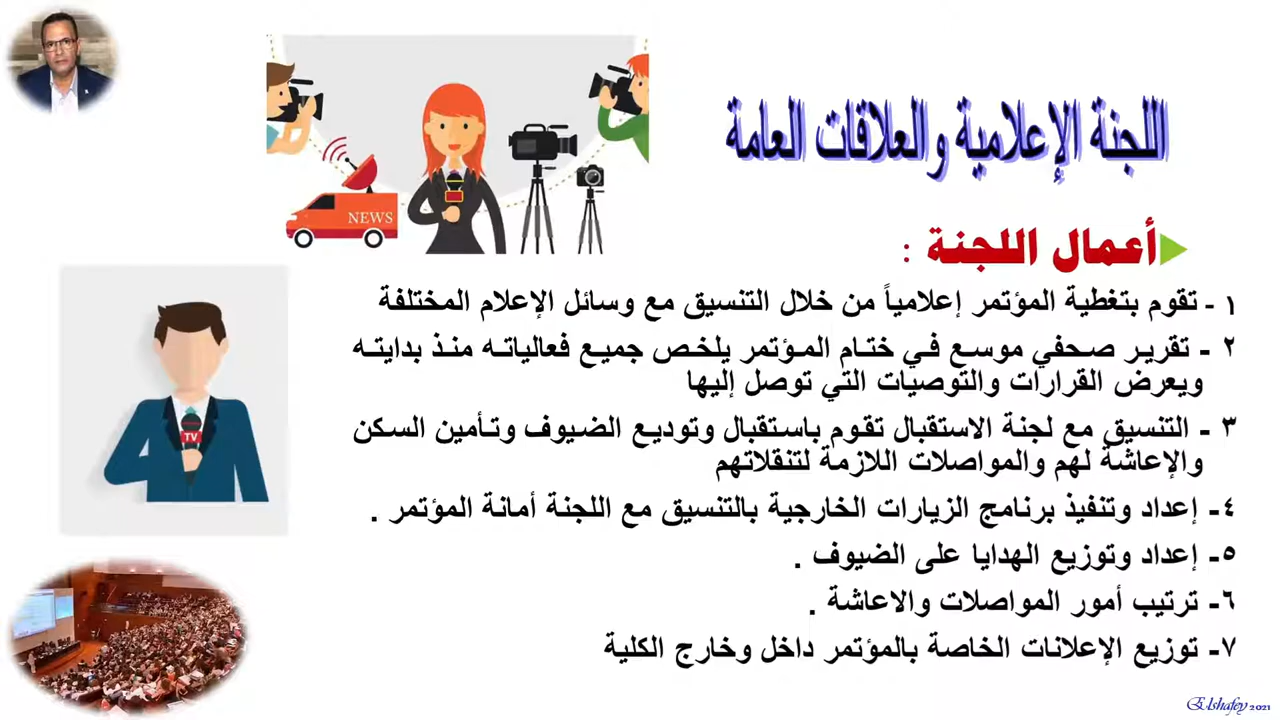 اللجنة الإعلامية والعلاقات العامة
NEWS
أعمال اللجنة :
١ - تقوم بتغطية المؤتمر إعلامياً من خلال التنسيق مع وسائل الإعلام المختلفة
٢ - تقرير صحفي موسع في ختام المؤتمر يلخص جميع فعالياته منذ بدايته
ويعرض القرارات والتوصيات التي توصل إليها
٣ - التنسيق مع لجنة الاستقبال تقوم باستقبال وتوديع الضيوف وتأمين السكن
والإعاشة لهم والمواصلات اللازمة لتنقلاتهم
٤- إعداد وتنفيذ برنامج الزيارات الخارجية بالتنسيق مع اللجنة أمانة المؤتمر .
TV
٥- إعداد وتوزيع الهدايا على الضيوف .
٦- ترتيب أمور المواصلات والاعاشة .
٧- توزيع الإعلانات الخاصة بالمؤتمر داخل وخارج الكلية
Elshafey 2021